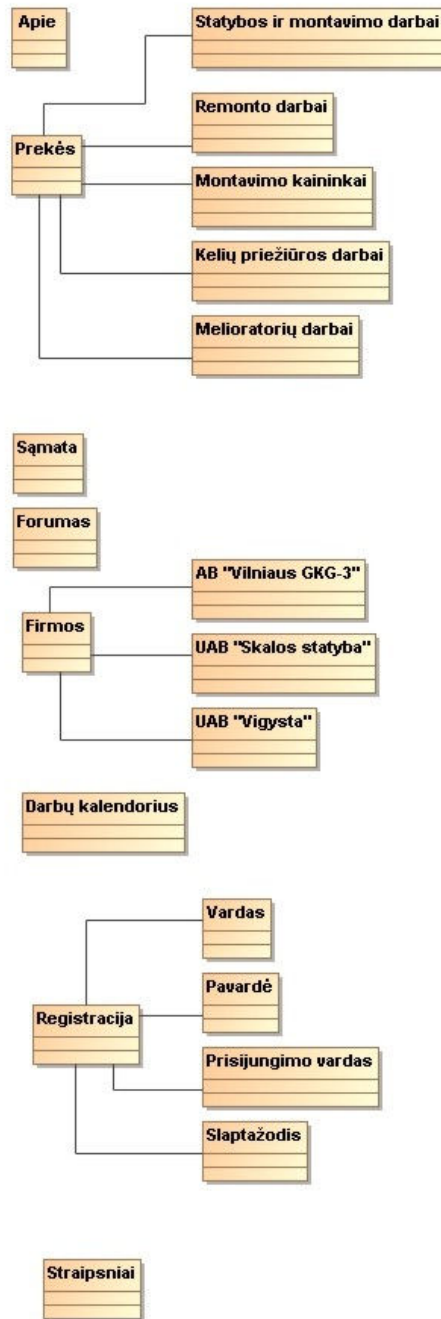 Apie
Statybos ir montavimo darbai
Remonto darbai
Prekės
Montavimo kaininkai
Kelių priežiūros darbai
Melioratorių darbai
Sąmata
Forumas
AB "Vilniaus GKG-3"
Firmos
UAB "Skalos statyba"
UAB "Vigysta"
Darbų kalendorius
Vardas
Pavardė
Registracija
Prisijungimo vardas
Slaptažodis
Straipsniai